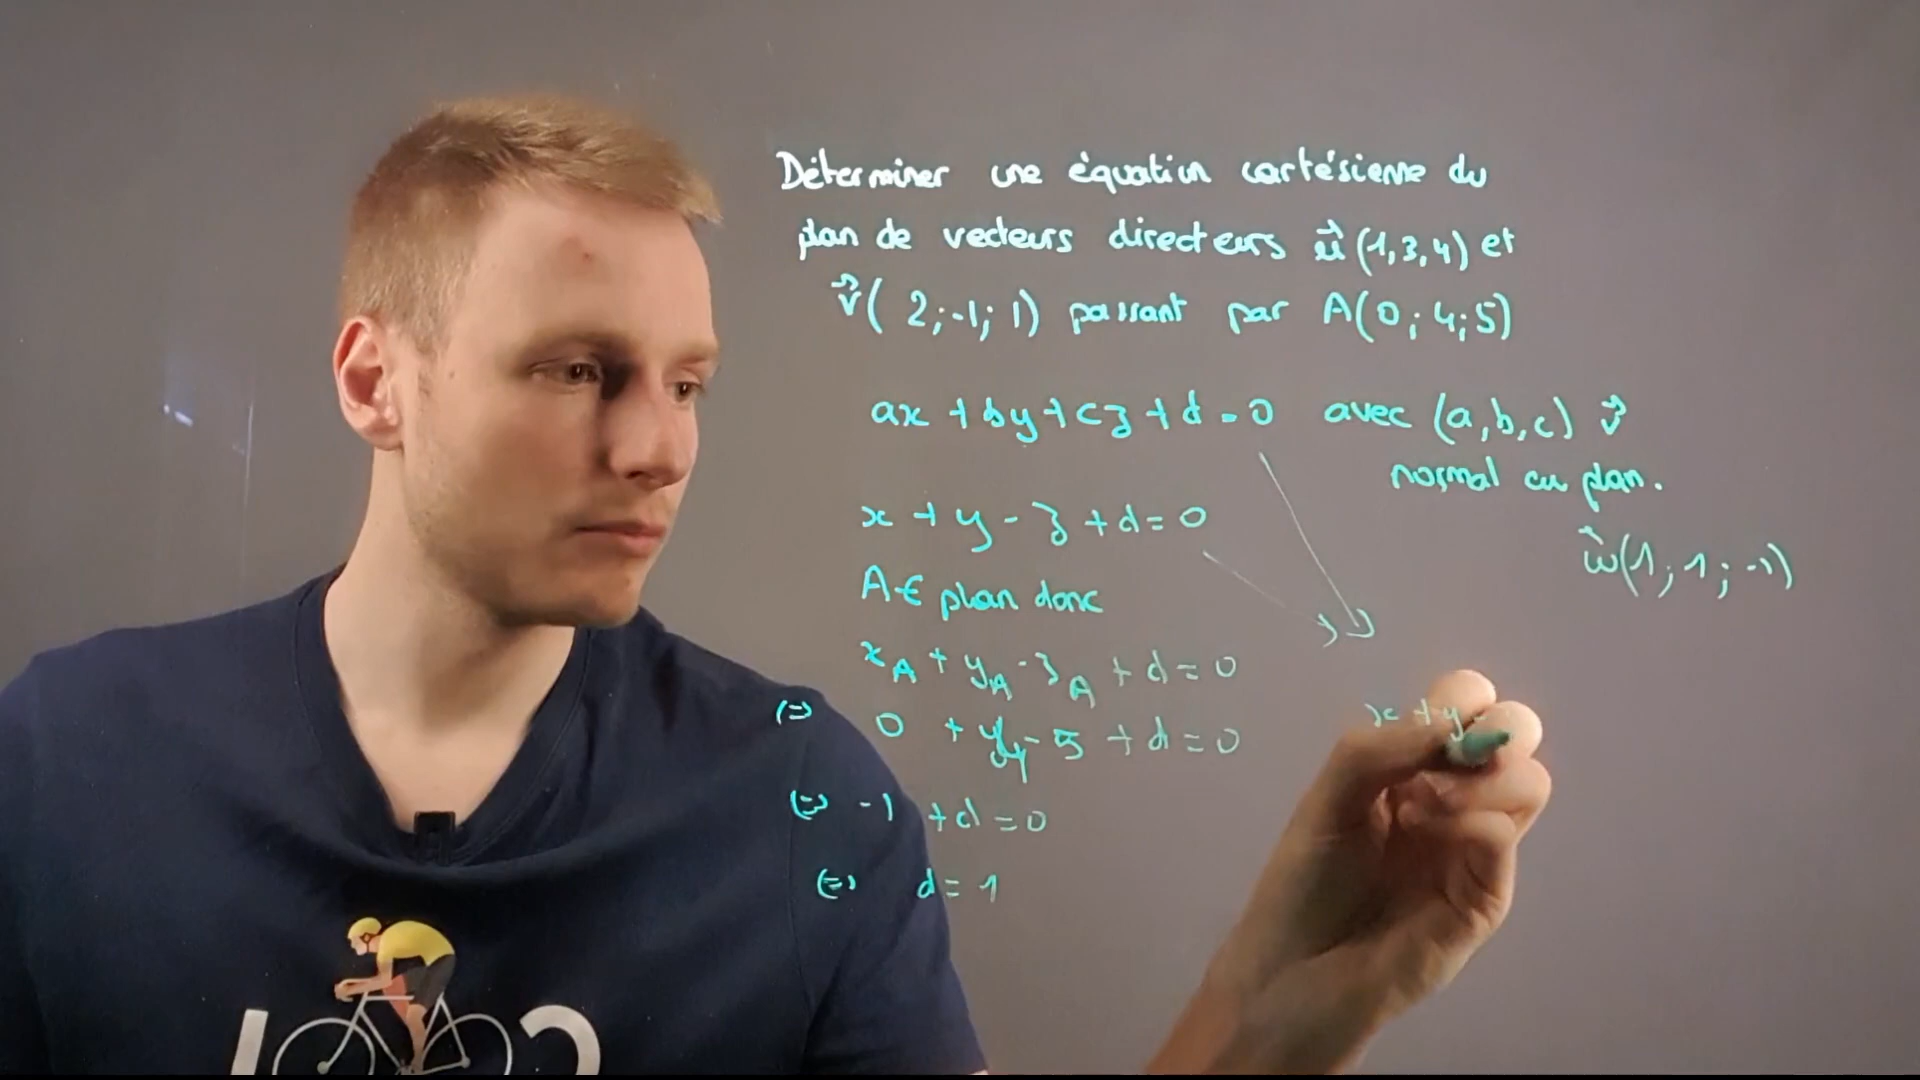 Déterminer une équation cartésienne du
plan de vecteurs directeurs u⃗(1,3,4) et
v⃗(2;-1;1) passant par A(0;4;5)
ax + by + cz + d = 0 avec (a,b,c) v⃗
normal au plan.
x + y - z + d = 0
w⃗(1;1;-1)
A ∈ plan donc
x_A + y_A - z_A + d = 0
(=) 0 + 4 - 5 + d = 0
(=) -1 + d = 0
(=) d = 1
x + y -